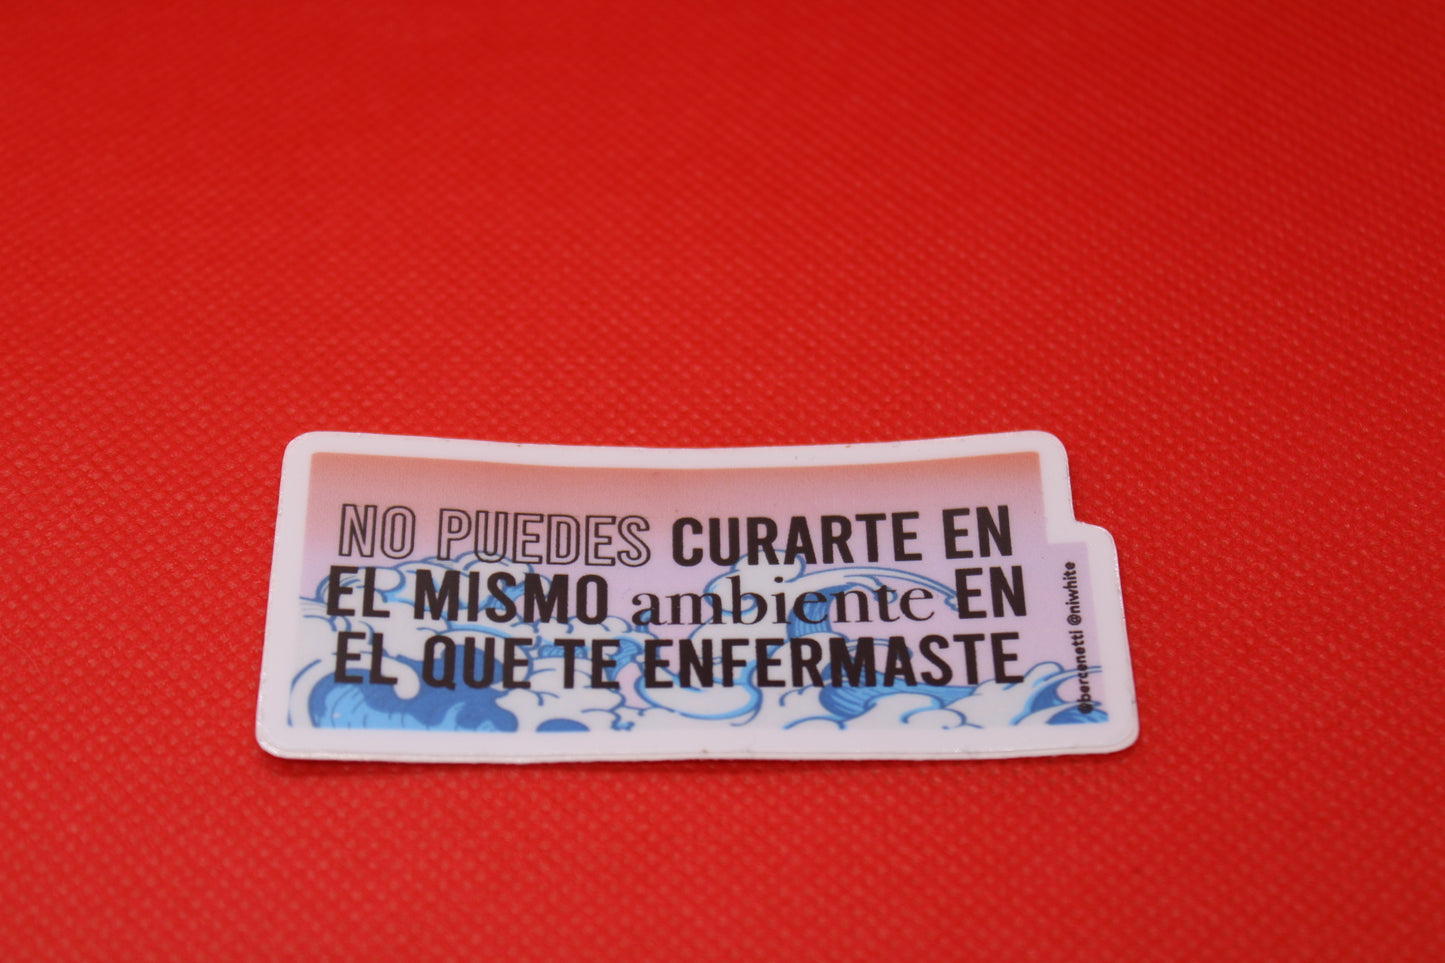 NO PUEDES CURARTE EN
EL MISMO ambiente EN
EL QUE TE ENFERMASTE
@bercenetti @niwhite